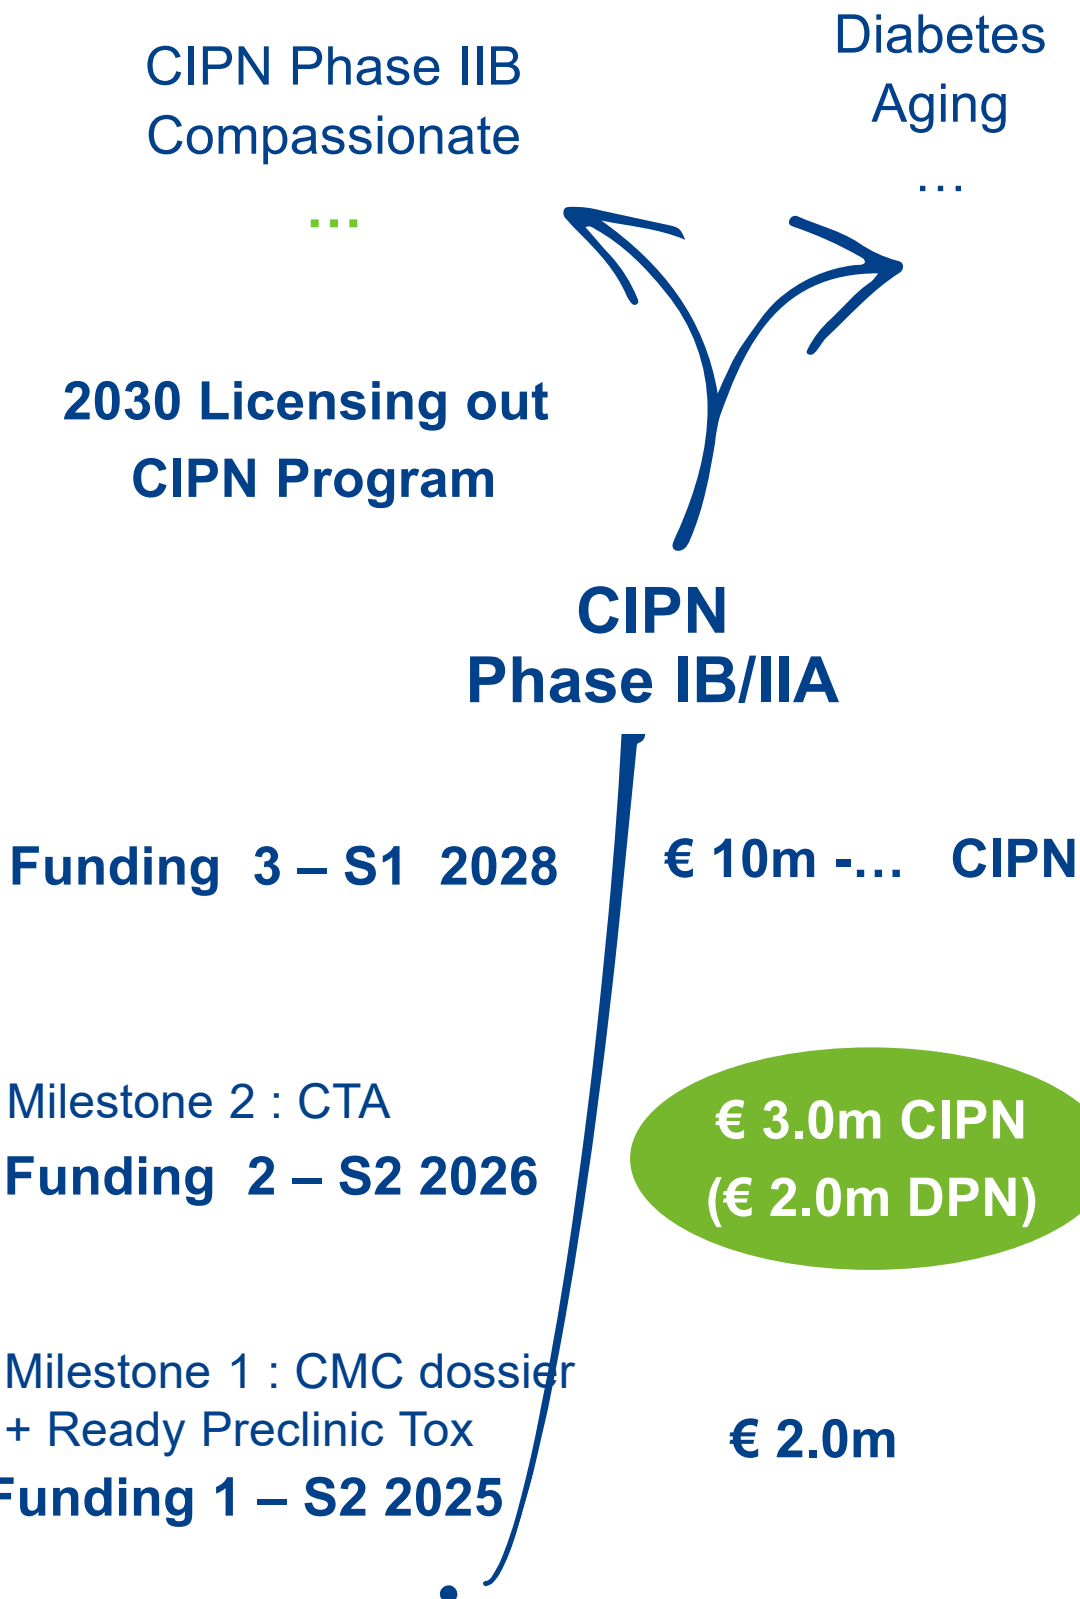 Diabetes
Aging
…
CIPN Phase IIB
Compassionate
…
2030 Licensing out
CIPN Program
CIPN
Phase IB/IIA
Funding 3 – S1 2028
€ 10m -… CIPN
Milestone 2 : CTA
Funding 2 – S2 2026
€ 3.0m CIPN
(€ 2.0m DPN)
Milestone 1 : CMC dossier
+ Ready Preclinic Tox
Funding 1 – S2 2025
€ 2.0m